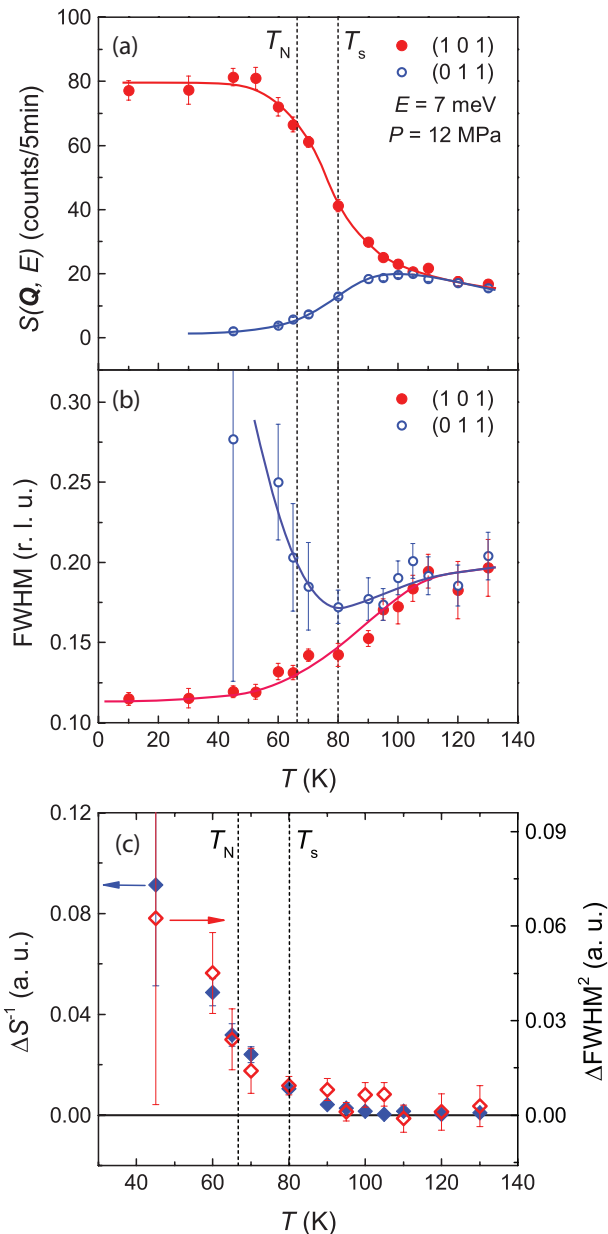 (a)
T_N
T_s
(1 0 1)
(0 1 1)
E = 7 meV
P = 12 MPa
S(Q, E) (counts/5min)
100
80
60
40
20
0
(b)
(1 0 1)
(0 1 1)
FWHM (r. l. u.)
0.30
0.25
0.20
0.15
0.10
0 20 40 60 80 100 120 140
T (K)
(c)
T_N
T_s
ΔS⁻¹ (a. u.)
0.12
0.08
0.04
0.00
0.09
0.06
0.03
0.00
ΔFWHM² (a. u.)
40 60 80 100 120 140
T (K)